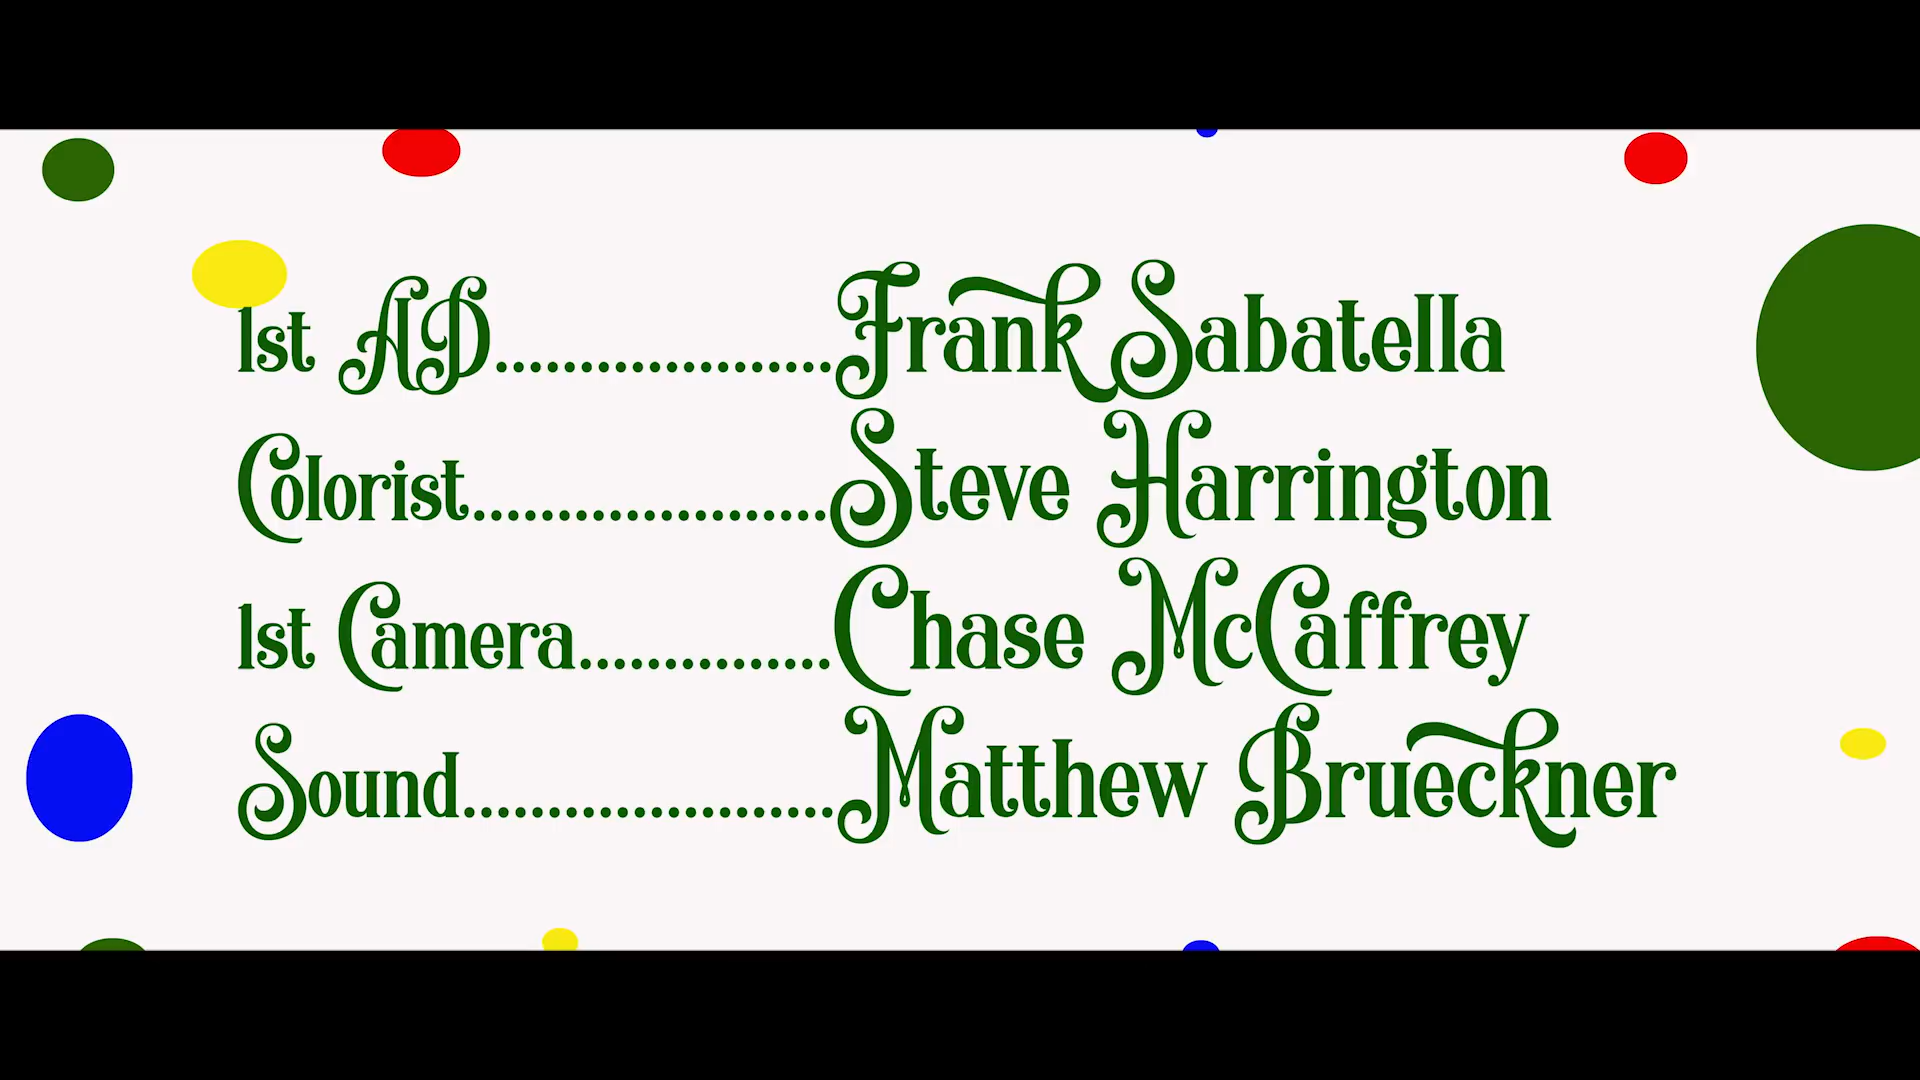 1st AD....................Frank Sabatella
Colorist.....................Steve Harrington
1st Camera...............Chase McCaffrey
Sound......................Matthew Brueckner